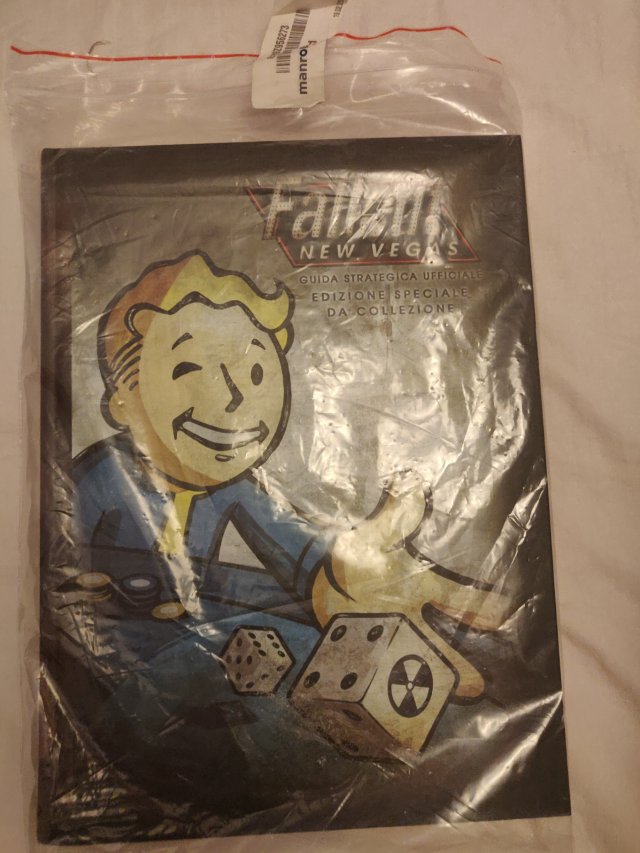 manro
Fallout
NEW VEGAS
GUIDA STRATEGICA UFFICIALE
EDIZIONE SPECIALE
DA COLLEZIONE